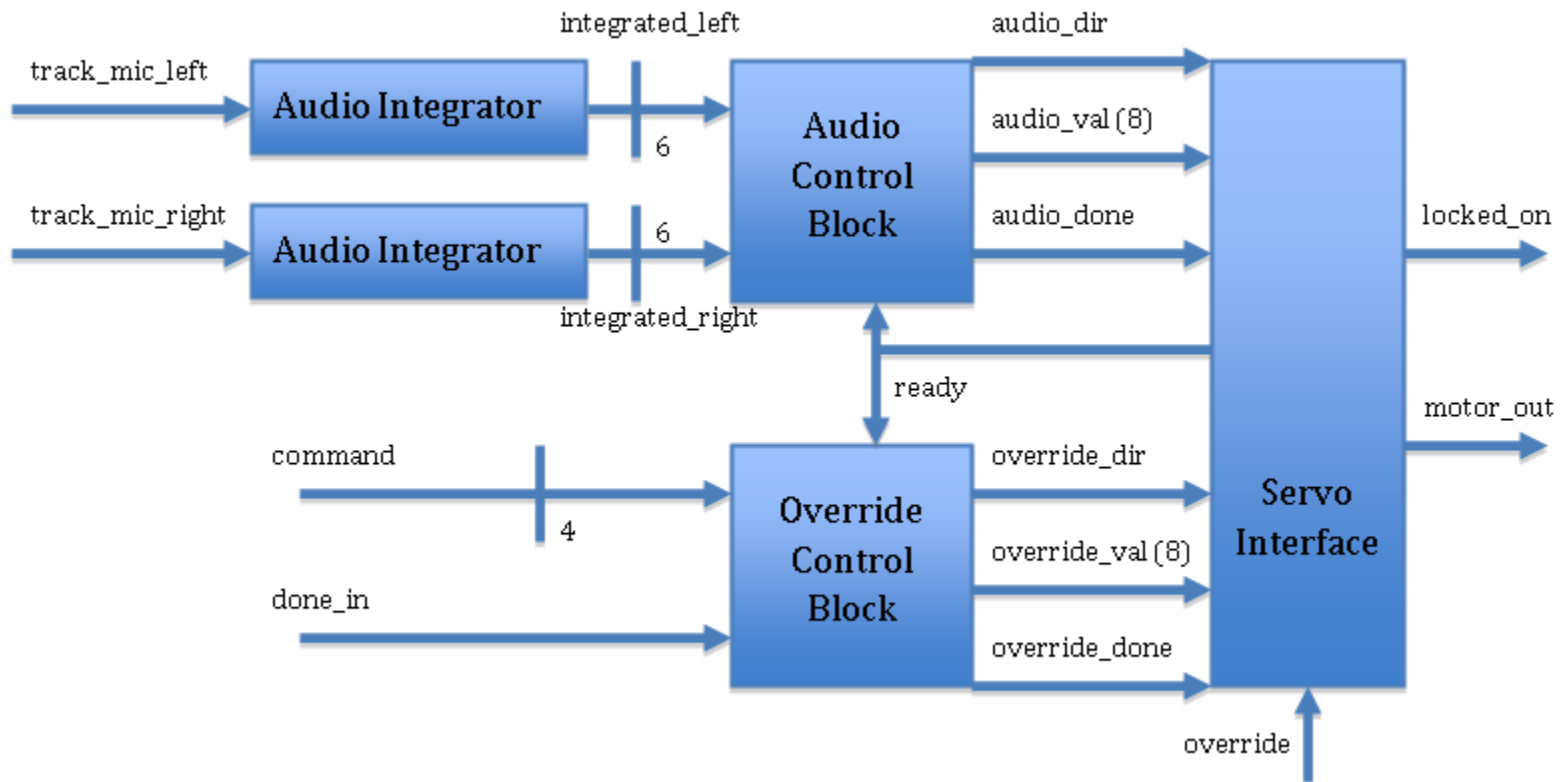 integrated_left
audio_dir
track_mic_left
Audio Integrator
6
Audio
Control
Block
audio_val (8)
track_mic_right
Audio Integrator
6
integrated_right
audio_done
locked_on
ready
motor_out
command
4
done_in
Override
Control
Block
override_dir
override_val (8)
override_done
Servo
Interface
override